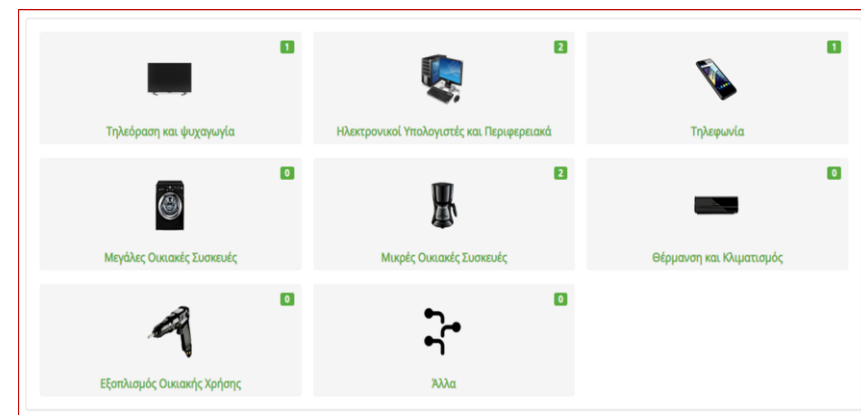 1
2
1
Τηλεόραση και ψυχαγωγία
Ηλεκτρονικοί Υπολογιστές και Περιφερειακά
Τηλεφωνία
0
2
0
Μεγάλες Οικιακές Συσκευές
Μικρές Οικιακές Συσκευές
Θέρμανση και Κλιματισμός
0
0
Εξοπλισμός Οικιακής Χρήσης
Άλλα